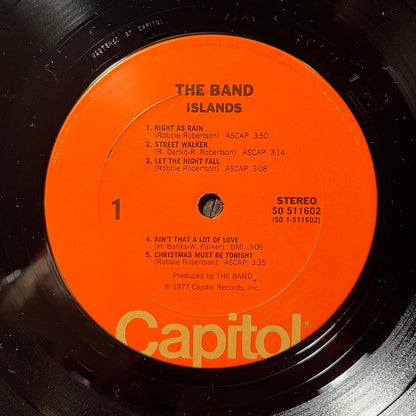 MASTERED BY CAPITOL
THE BAND
ISLANDS
1. RIGHT AS RAIN
(Robbie Robertson) ASCAP 3:50
2. STREET WALKER
(R. Danko-R. Robertson) ASCAP 3:14
3. LET THE NIGHT FALL
(Robbie Robertson) ASCAP 3:08
1
STEREO
SO 511602
(SO 1-511602)
4. AIN'T THAT A LOT OF LOVE
(H. Banks-W. Parker) BMI. 3:06
5. CHRISTMAS MUST BE TONIGHT
(Robbie Robertson) ASCAP 3:35
Produced by THE BAND
℗ 1977 Capitol Records, Inc.
Capitol